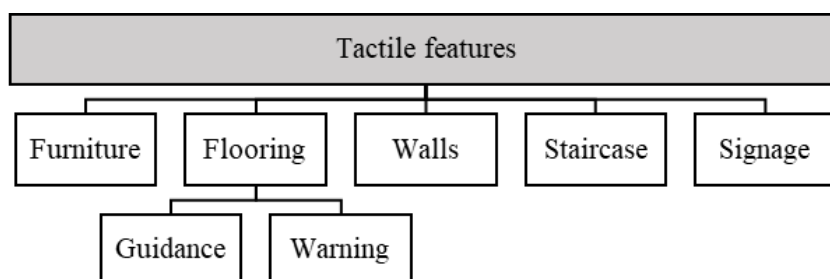 Tactile features
Furniture
Flooring
Walls
Staircase
Signage
Guidance
Warning